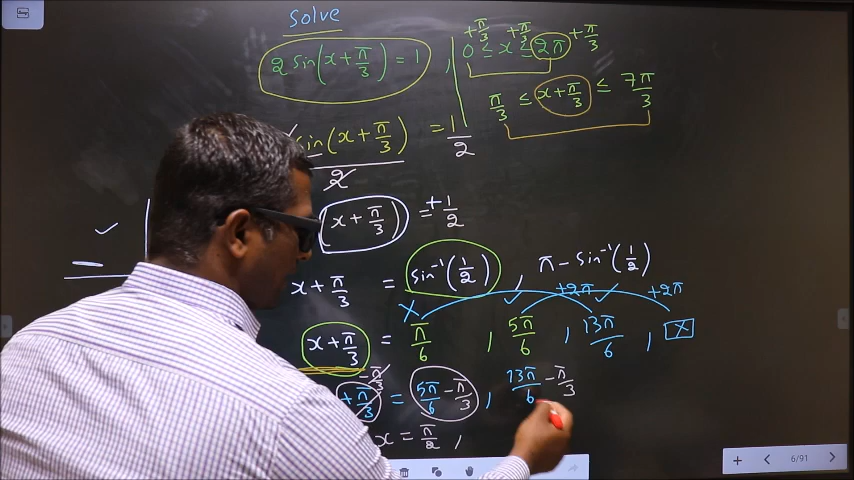 solve
2 sin(x + π/3) = 1 , 0 ≤ x ≤ 2π
+π/3 +π/3 +π/3
π/3 ≤ x + π/3 ≤ 7π/3
sin(x + π/3) = 1/2
2
(x + π/3) = +1/2
x + π/3 = sin⁻¹(1/2) , π − sin⁻¹(1/2)
+2π +2π
x + π/3 = π/6 , 5π/6 , 13π/6 , x
−π/3
+ π/3 = 5π/6 − π/3 , 13π/6 − π/3
x = π/2 ,
6/91